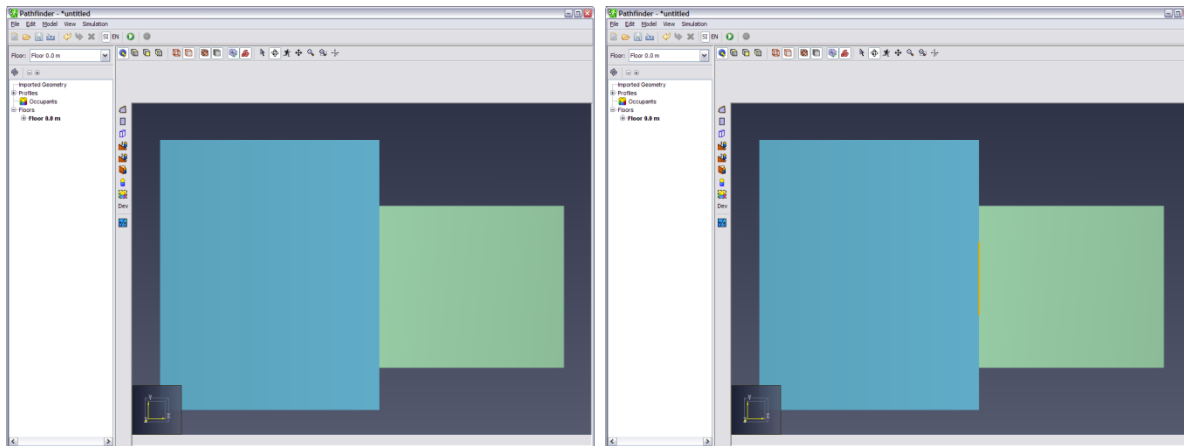 Pathfinder - *untitled
File Edit Model View Simulation
SI EN
Floor: Floor 0.0 m
Imported Geometry
Profiles
Occupants
Floors
Floor 0.0 m
Dev
Pathfinder - *untitled
File Edit Model View Simulation
SI EN
Floor: Floor 0.0 m
Imported Geometry
Profiles
Occupants
Floors
Floor 0.0 m
Dev